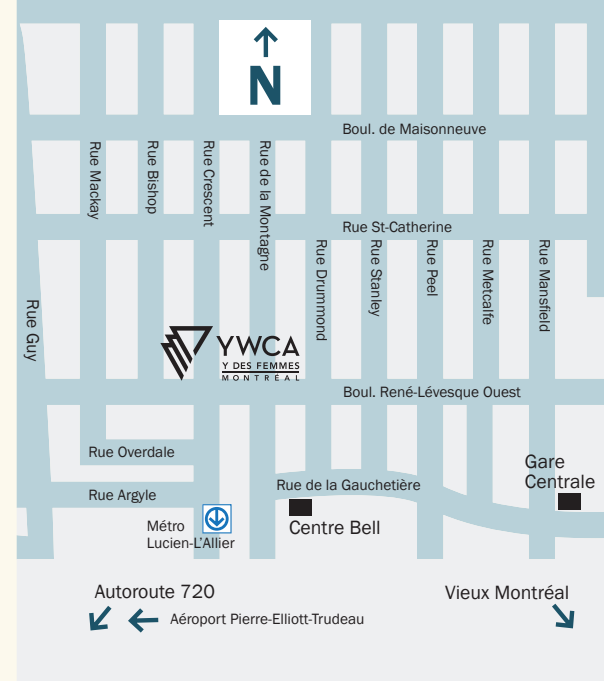 N
Boul. de Maisonneuve
Rue Mackay
Rue Bishop
Rue Crescent
Rue de la Montagne
Rue St-Catherine
Rue Drummond
Rue Stanley
Rue Peel
Rue Metcalfe
Rue Mansfield
Rue Guy
YWCA
Y DES FEMMES
MONTRÉAL
Boul. René-Lévesque Ouest
Rue Overdale
Gare
Centrale
Rue Argyle
Rue de la Gauchetière
Métro
Lucien-L'Allier
Centre Bell
Autoroute 720
Vieux Montréal
Aéroport Pierre-Elliott-Trudeau